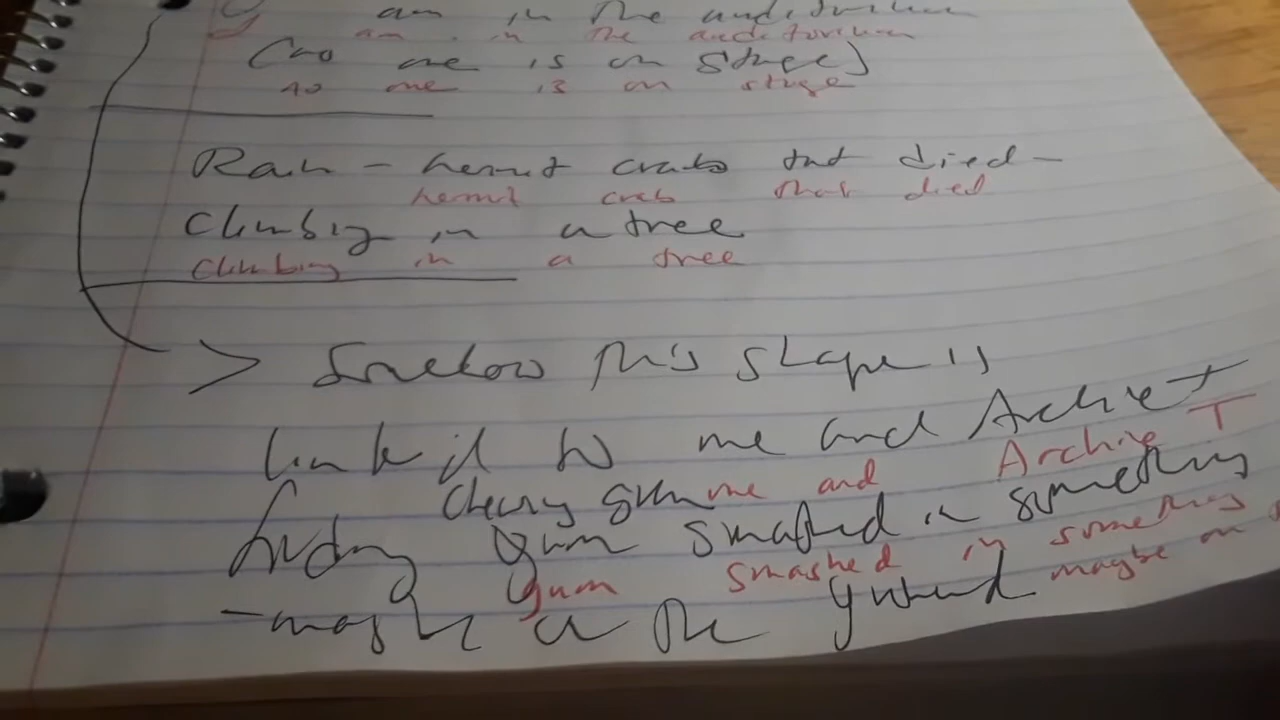 am in the auditorium
am in the auditorium
(no one is on stage)
no one is on stage
Rah - hermit crabs that died -
hermit crab that died
Climbing in a tree
Climbing in a tree
> Somehow this shape is
linked to me and Archie T
me and Archie T
Chewy gum
finding gum smashed in something
gum smashed in something
- maybe on the ground
maybe on